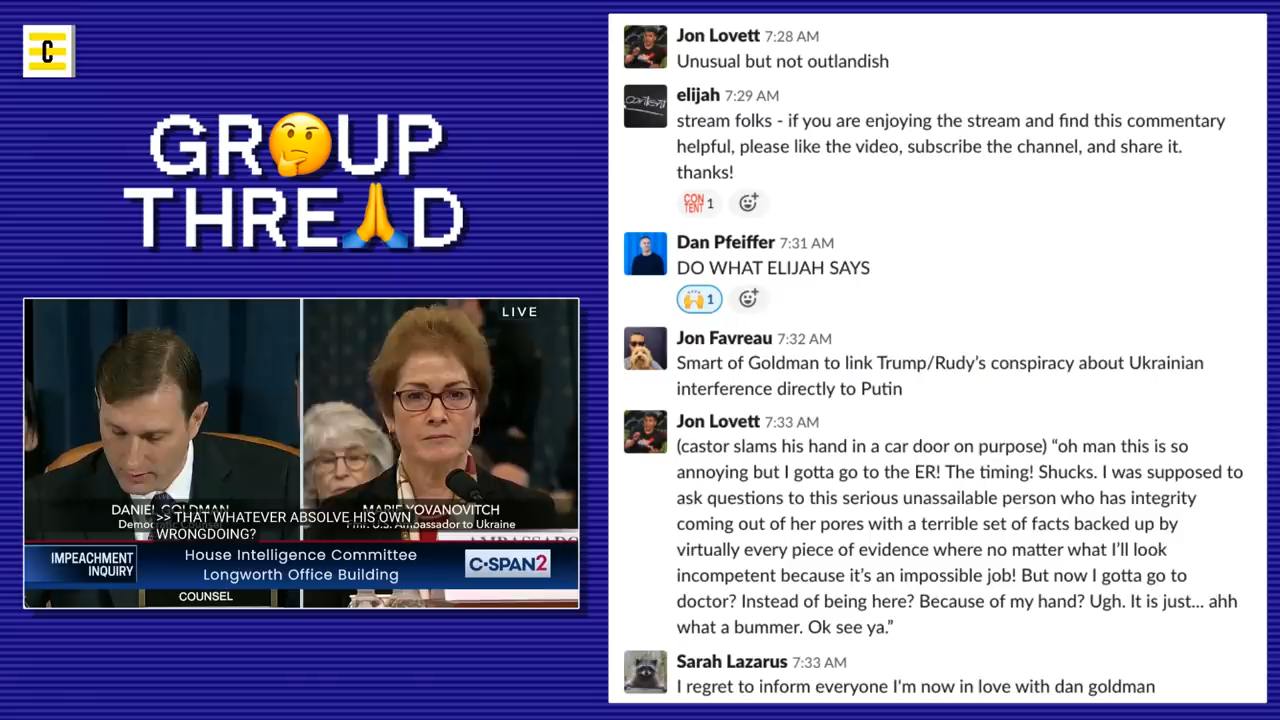 C
GR🤔UP
THRE🙏D
LIVE
DANIEL GOLDMAN
MARIE YOVANOVITCH
>> THAT WHATEVER ABSOLVE HIS OWN
WRONGDOING?
Ambassador to Ukraine
IMPEACHMENT
INQUIRY
House Intelligence Committee
Longworth Office Building
C-SPAN2
COUNSEL
Jon Lovett 7:28 AM
Unusual but not outlandish
elijah 7:29 AM
content
stream folks - if you are enjoying the stream and find this commentary
helpful, please like the video, subscribe the channel, and share it.
thanks!
CON
TENT 1
Dan Pfeiffer 7:31 AM
DO WHAT ELIJAH SAYS
🙌 1
Jon Favreau 7:32 AM
Smart of Goldman to link Trump/Rudy’s conspiracy about Ukrainian
interference directly to Putin
Jon Lovett 7:33 AM
(castor slams his hand in a car door on purpose) “oh man this is so
annoying but I gotta go to the ER! The timing! Shucks. I was supposed to
ask questions to this serious unassailable person who has integrity
coming out of her pores with a terrible set of facts backed up by
virtually every piece of evidence where no matter what I’ll look
incompetent because it’s an impossible job! But now I gotta go to
doctor? Instead of being here? Because of my hand? Ugh. It is just... ahh
what a bummer. Ok see ya.”
Sarah Lazarus 7:33 AM
I regret to inform everyone I'm now in love with dan goldman